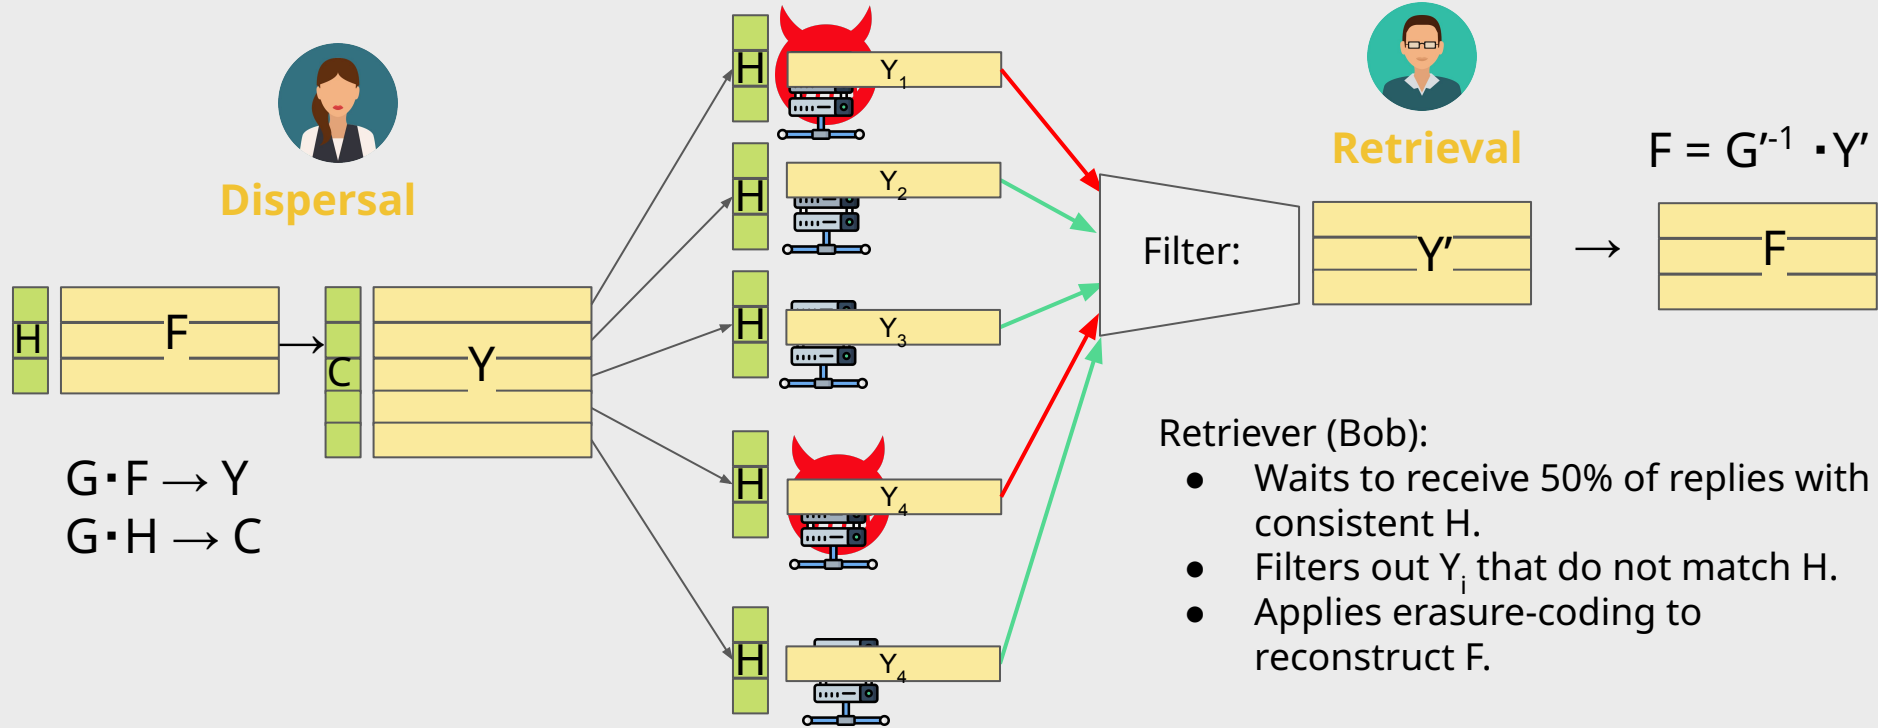 Dispersal
H
F
→
C
Y
G·F → Y
G·H → C
H
Y1
H
Y2
H
Y3
H
Y4
H
Y4
Filter:
Retrieval
Y’
→
F = G’-1 · Y’
F
Retriever (Bob):
● Waits to receive 50% of replies with
consistent H.
● Filters out Yi that do not match H.
● Applies erasure-coding to
reconstruct F.